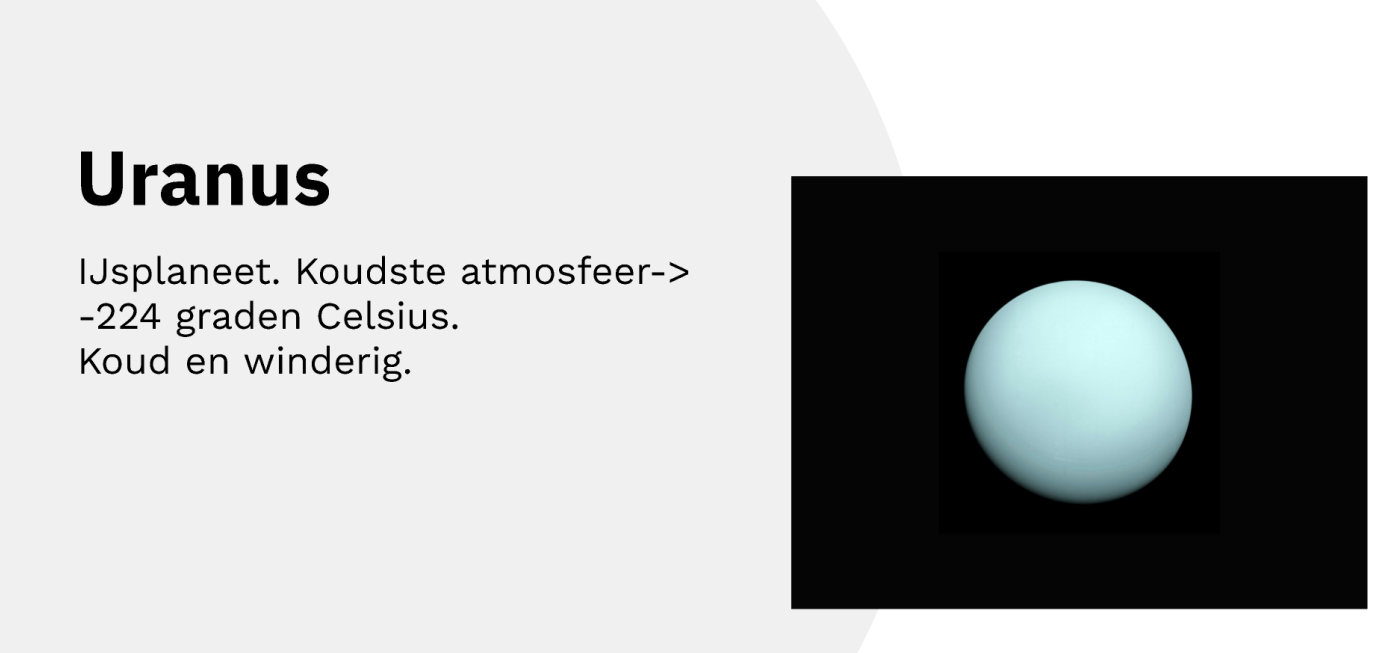 Uranus
IJsplaneet. Koudste atmosfeer->
-224 graden Celsius.
Koud en winderig.